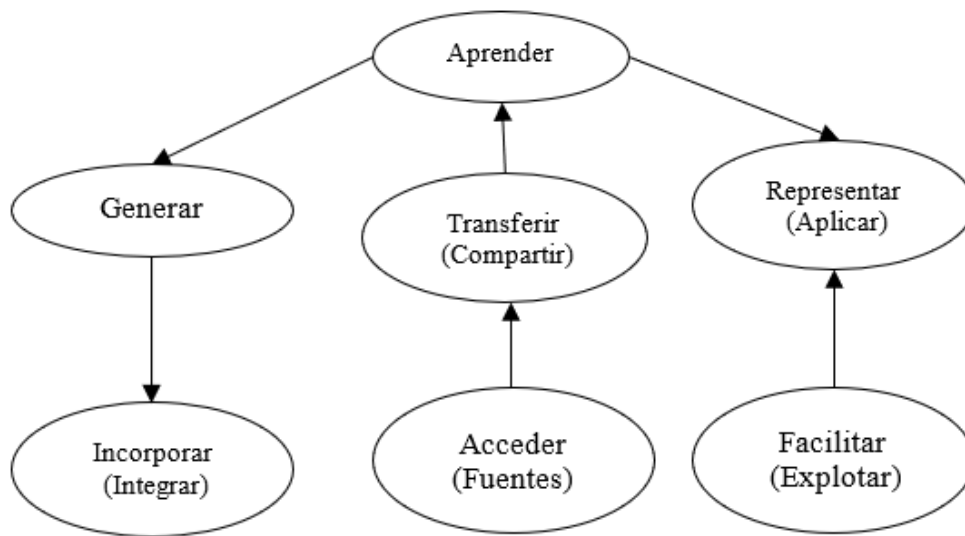 Aprender
Generar
Transferir
(Compartir)
Representar
(Aplicar)
Incorporar
(Integrar)
Acceder
(Fuentes)
Facilitar
(Explotar)